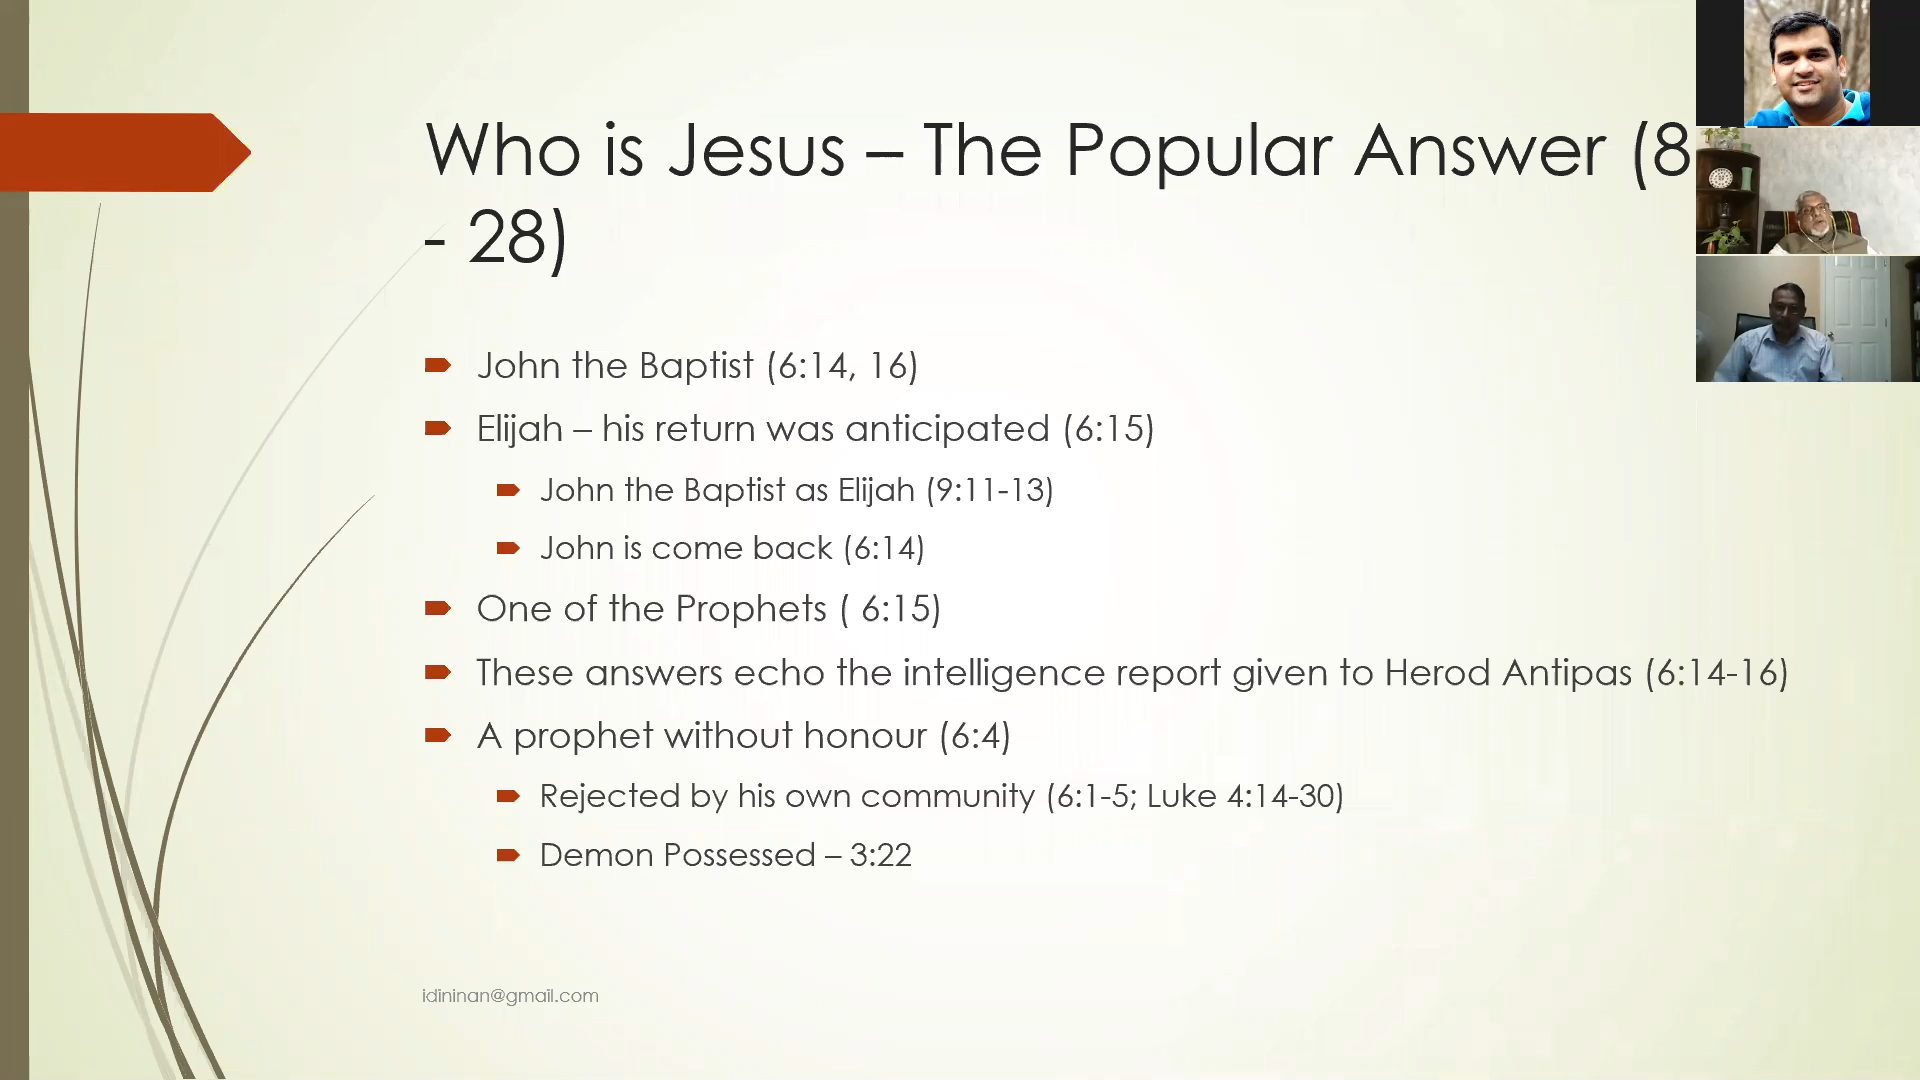 Who is Jesus – The Popular Answer (8
- 28)
John the Baptist (6:14, 16)
Elijah – his return was anticipated (6:15)
John the Baptist as Elijah (9:11-13)
John is come back (6:14)
One of the Prophets ( 6:15)
These answers echo the intelligence report given to Herod Antipas (6:14-16)
A prophet without honour (6:4)
Rejected by his own community (6:1-5; Luke 4:14-30)
Demon Possessed – 3:22
idininan@gmail.com